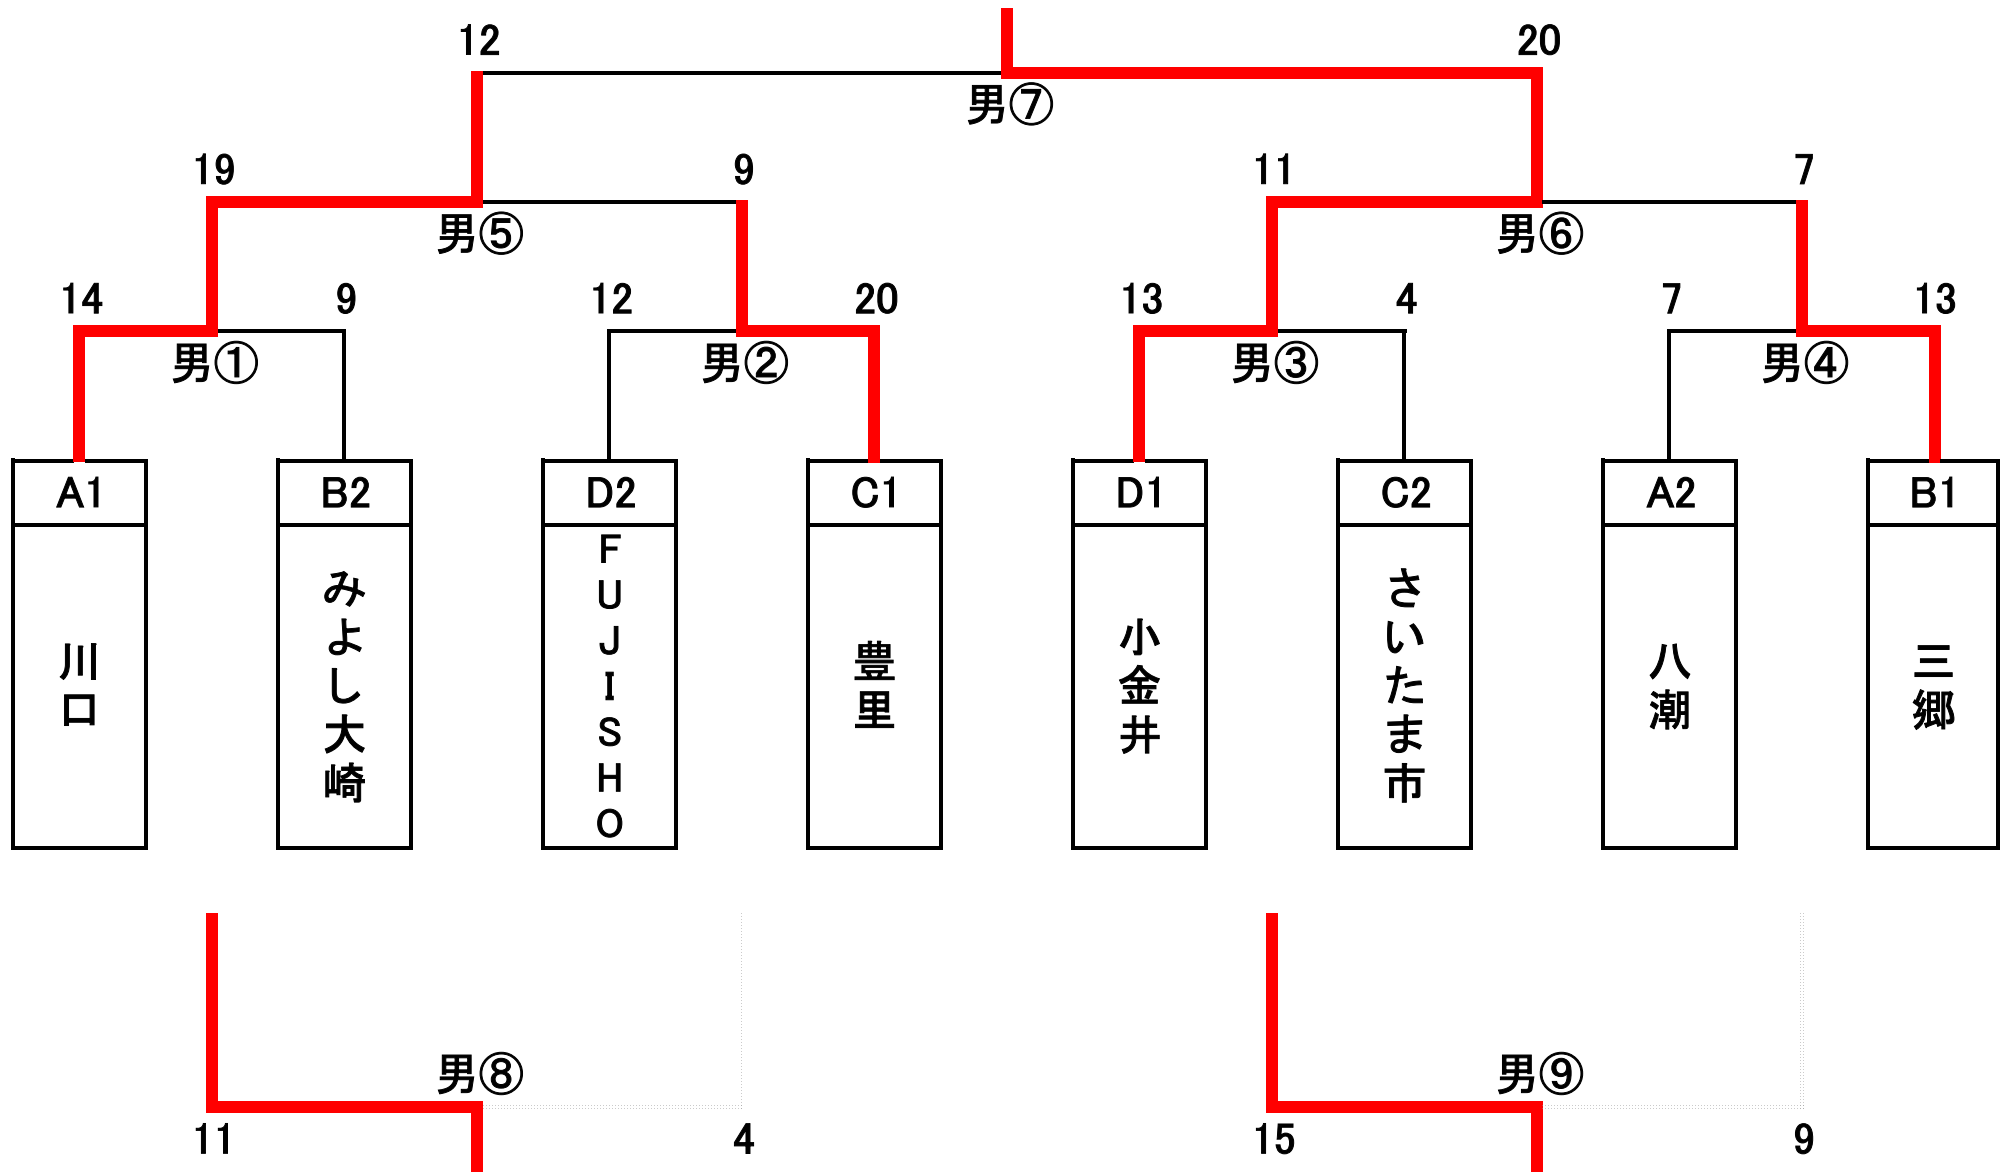 12 20
男⑦
19 9 11 7
男⑤ 男⑥
14 9 12 20 13 4 7 13
男① 男② 男③ 男④
A1 B2 D2 C1 D1 C2 A2 B1
川口
みよし大崎
FUJISHO
豊里
小金井
さいたま市
八潮
三郷
男⑧ 男⑨
11 4 15 9